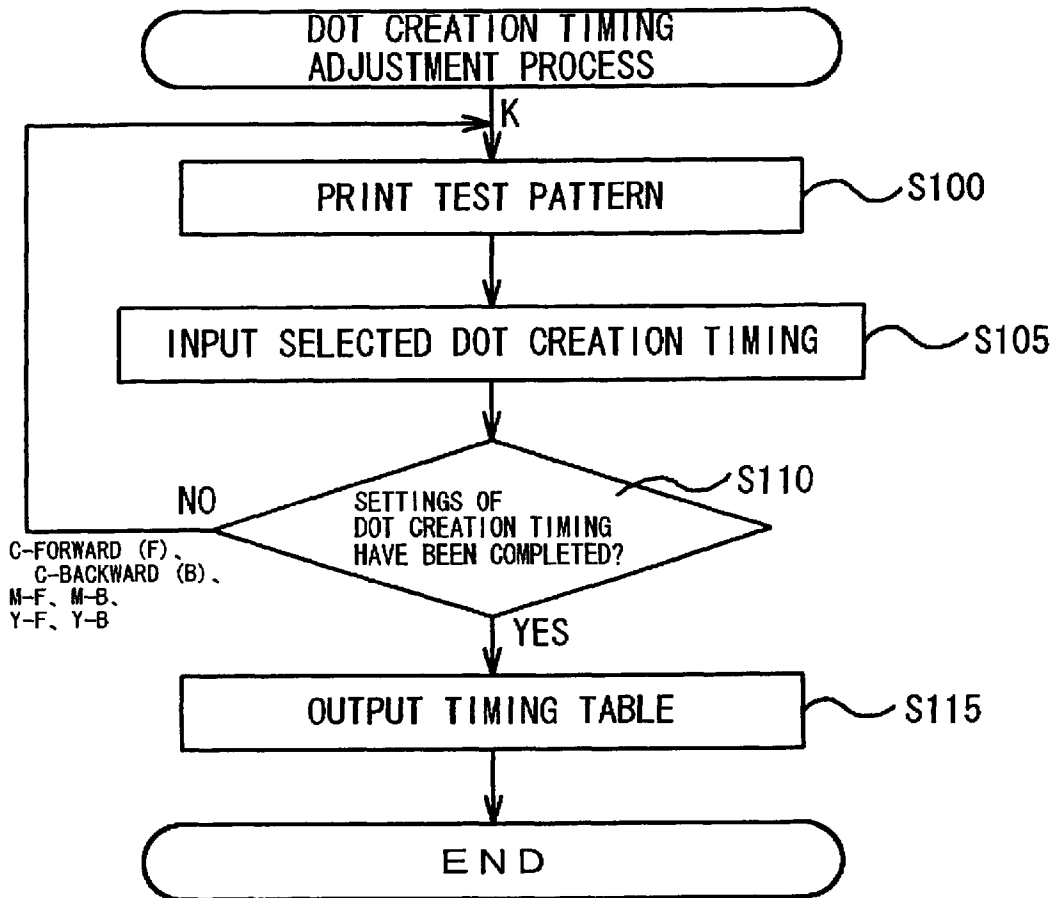 DOT CREATION TIMING
ADJUSTMENT PROCESS
K
PRINT TEST PATTERN
S100
INPUT SELECTED DOT CREATION TIMING
S105
S110
SETTINGS OF
DOT CREATION TIMING
HAVE BEEN COMPLETED?
NO
C-FORWARD (F)、
C-BACKWARD (B)、
M-F、M-B、
Y-F、Y-B
YES
OUTPUT TIMING TABLE
S115
END